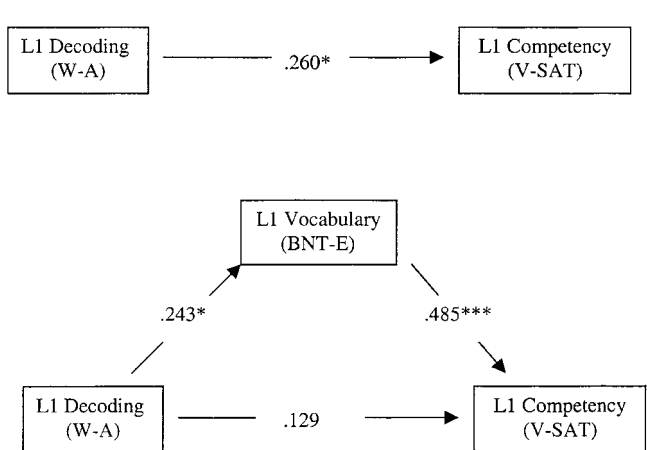 L1 Decoding
(W-A)
.260*
L1 Competency
(V-SAT)
L1 Vocabulary
(BNT-E)
.243*
.485***
L1 Decoding
(W-A)
.129
L1 Competency
(V-SAT)